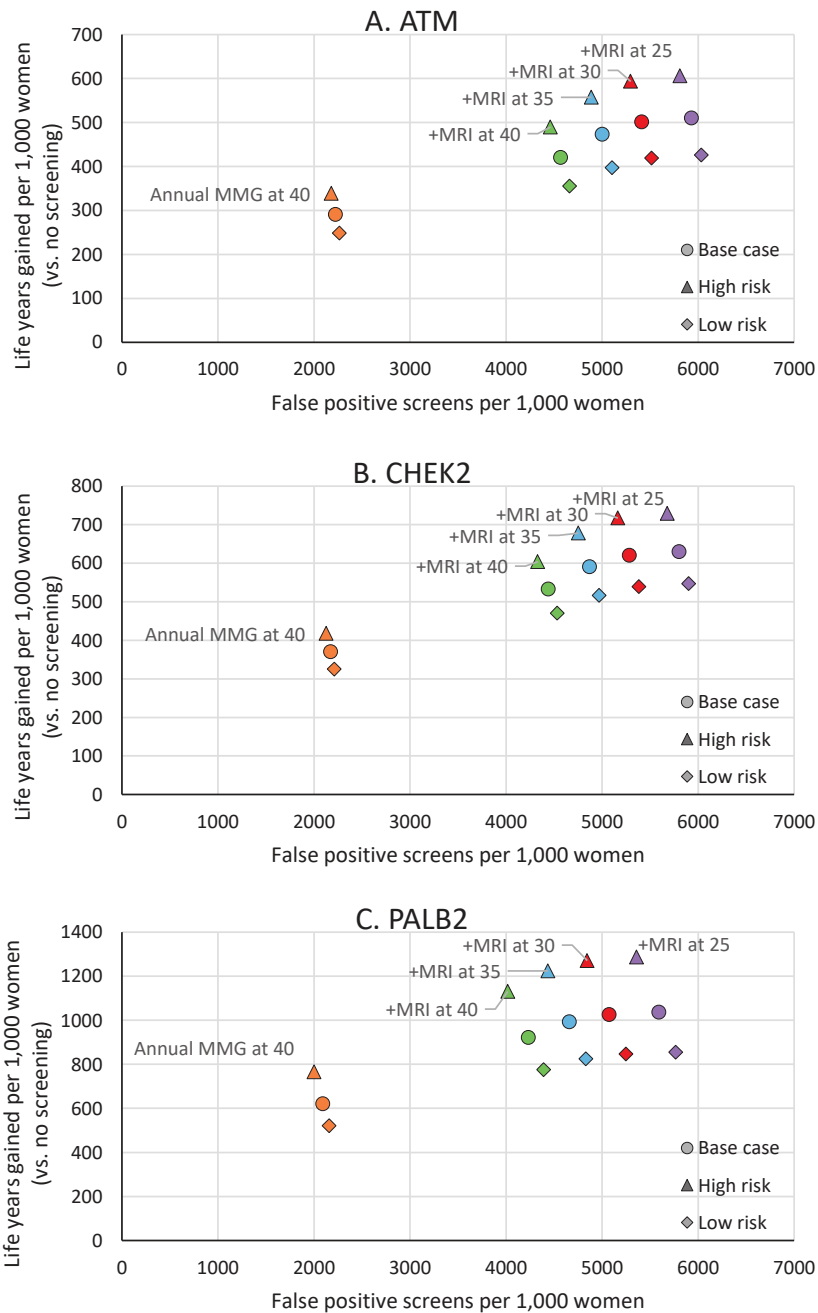 A. ATM
Life years gained per 1,000 women
(vs. no screening)
700
600
500
400
300
200
100
0
+MRI at 25
+MRI at 30
+MRI at 35
+MRI at 40
Annual MMG at 40
Base case
High risk
Low risk
0 1000 2000 3000 4000 5000 6000 7000
False positive screens per 1,000 women
B. CHEK2
Life years gained per 1,000 women
(vs. no screening)
800
700
600
500
400
300
200
100
0
+MRI at 25
+MRI at 30
+MRI at 35
+MRI at 40
Annual MMG at 40
Base case
High risk
Low risk
0 1000 2000 3000 4000 5000 6000 7000
False positive screens per 1,000 women
C. PALB2
Life years gained per 1,000 women
(vs. no screening)
1400
1200
1000
800
600
400
200
0
+MRI at 30
+MRI at 25
+MRI at 35
+MRI at 40
Annual MMG at 40
Base case
High risk
Low risk
0 1000 2000 3000 4000 5000 6000 7000
False positive screens per 1,000 women